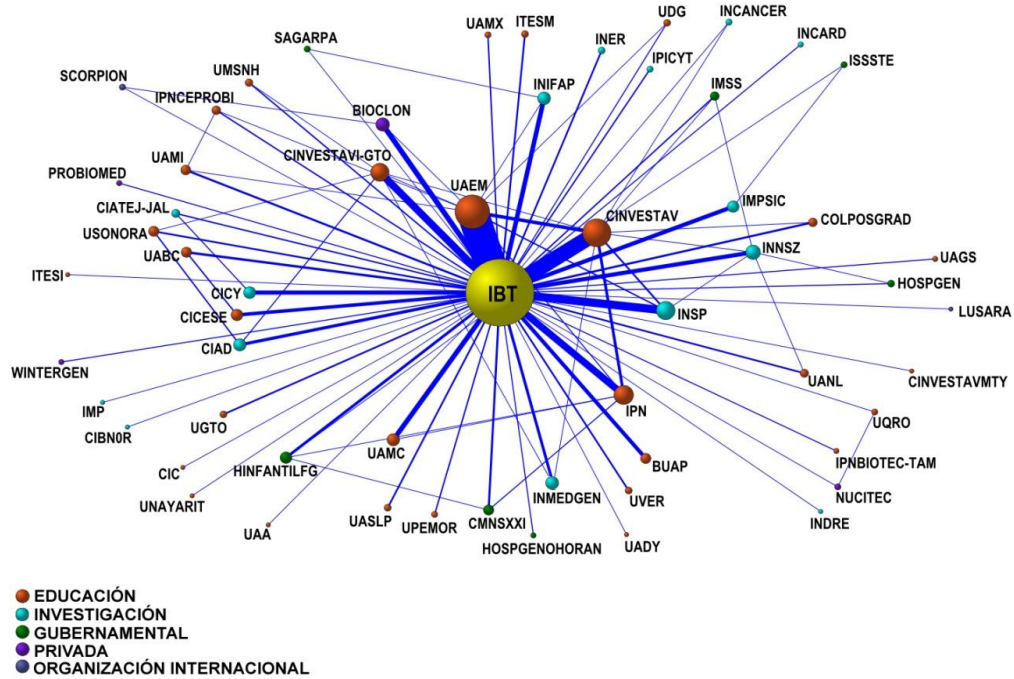 UAMX
ITESM
UDG
INCANCER
SAGARPA
INER
INCARD
SCORPION
UMSNH
IPICYT
ISSSTE
IPNCEPROBI
BIOCLON
INIFAP
IMSS
CINVESTAVI-GTO
UAMI
UAEM
PROBIOMED
IMPSIC
CIATEJ-JAL
CINVESTAV
COLPOSGRAD
USONORA
INNSZ
UABC
UAGS
ITESI
IBT
HOSPGEN
CICY
INSP
LUSARA
CICESE
CIAD
WINTERGEN
UANL
CINVESTAVMTY
IMP
IPN
UQRO
CIBN0R
UGTO
UAMC
BUAP
IPNBIOTEC-TAM
CIC
HINFANTILFG
NUCITEC
UNAYARIT
INMEDGEN
UVER
INDRE
UAA
UASLP
UPEMOR
CMNSXXI
HOSPGENOHORAN
UADY
EDUCACIÓN
INVESTIGACIÓN
GUBERNAMENTAL
PRIVADA
ORGANIZACIÓN INTERNACIONAL